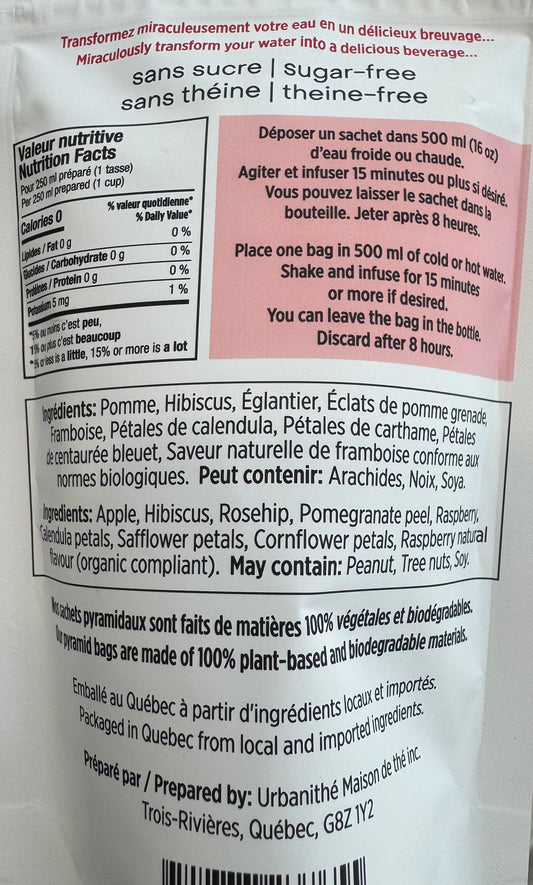 Transformez miraculeusement votre eau en un délicieux breuvage...
Miraculously transform your water into a delicious beverage...
sans sucre | sugar-free
sans théine | theine-free
Valeur nutritive
Nutrition Facts
Pour 250 ml préparé (1 tasse)
Per 250 ml prepared (1 cup)
% valeur quotidienne*
% Daily Value*
Calories 0
Lipides / Fat 0 g 0 %
Glucides / Carbohydrate 0 g 0 %
Protéines / Protein 0 g 0 %
Potassium 5 mg 1 %
*5% ou moins c'est peu,
15% ou plus c'est beaucoup
*5% or less is a little, 15% or more is a lot
Déposer un sachet dans 500 ml (16 oz)
d'eau froide ou chaude.
Agiter et infuser 15 minutes ou plus si désiré.
Vous pouvez laisser le sachet dans la
bouteille. Jeter après 8 heures.
Place one bag in 500 ml of cold or hot water.
Shake and infuse for 15 minutes
or more if desired.
You can leave the bag in the bottle.
Discard after 8 hours.
Ingrédients: Pomme, Hibiscus, Églantier, Éclats de pomme grenade,
Framboise, Pétales de calendula, Pétales de carthame, Pétales
de centaurée bleuet, Saveur naturelle de framboise conforme aux
normes biologiques. Peut contenir: Arachides, Noix, Soya.
Ingredients: Apple, Hibiscus, Rosehip, Pomegranate peel, Raspberry,
Calendula petals, Safflower petals, Cornflower petals, Raspberry natural
flavour (organic compliant). May contain: Peanut, Tree nuts, Soy.
Nos sachets pyramidaux sont faits de matières 100% végétales et biodégradables.
Our pyramid bags are made of 100% plant-based and biodegradable materials.
Emballé au Québec à partir d'ingrédients locaux et importés.
Packaged in Quebec from local and imported ingredients.
Préparé par / Prepared by: Urbanithé Maison de thé inc.
Trois-Rivières, Québec, G8Z 1Y2